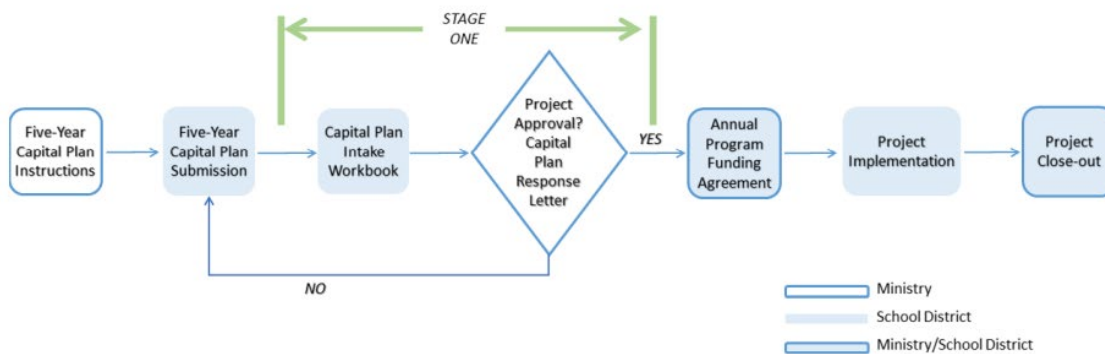 STAGE
ONE
Five-Year
Capital Plan
Instructions
Five-Year
Capital Plan
Submission
Capital Plan
Intake
Workbook
Project
Approval?
Capital
Plan
Response
Letter
YES
Annual
Program
Funding
Agreement
Project
Implementation
Project
Close-out
NO
Ministry
School District
Ministry/School District